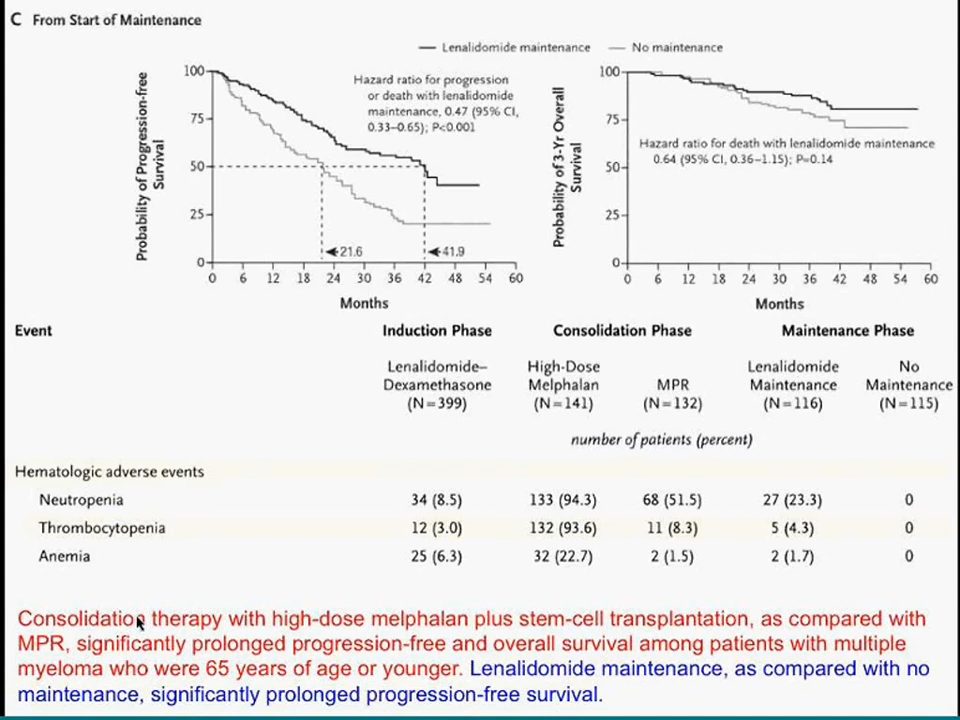 C From Start of Maintenance
Lenalidomide maintenance No maintenance
Probability of Progression-free
Survival
100
75
50
25
0
Hazard ratio for progression
or death with lenalidomide
maintenance, 0.47 (95% CI,
0.33–0.65); P<0.001
21.6
41.9
0 6 12 18 24 30 36 42 48 54 60
Months
Probability of 3-Yr Overall
Survival
100
75
50
25
0
Hazard ratio for death with lenalidomide maintenance
0.64 (95% CI, 0.36–1.15); P=0.14
0 6 12 18 24 30 36 42 48 54 60
Months
Event Induction Phase Consolidation Phase Maintenance Phase
Lenalidomide– High-Dose Lenalidomide No
Dexamethasone Melphalan MPR Maintenance Maintenance
(N=399) (N=141) (N=132) (N=116) (N=115)
number of patients (percent)
Hematologic adverse events
Neutropenia 34 (8.5) 133 (94.3) 68 (51.5) 27 (23.3) 0
Thrombocytopenia 12 (3.0) 132 (93.6) 11 (8.3) 5 (4.3) 0
Anemia 25 (6.3) 32 (22.7) 2 (1.5) 2 (1.7) 0
Consolidation therapy with high-dose melphalan plus stem-cell transplantation, as compared with
MPR, significantly prolonged progression-free and overall survival among patients with multiple
myeloma who were 65 years of age or younger. Lenalidomide maintenance, as compared with no
maintenance, significantly prolonged progression-free survival.